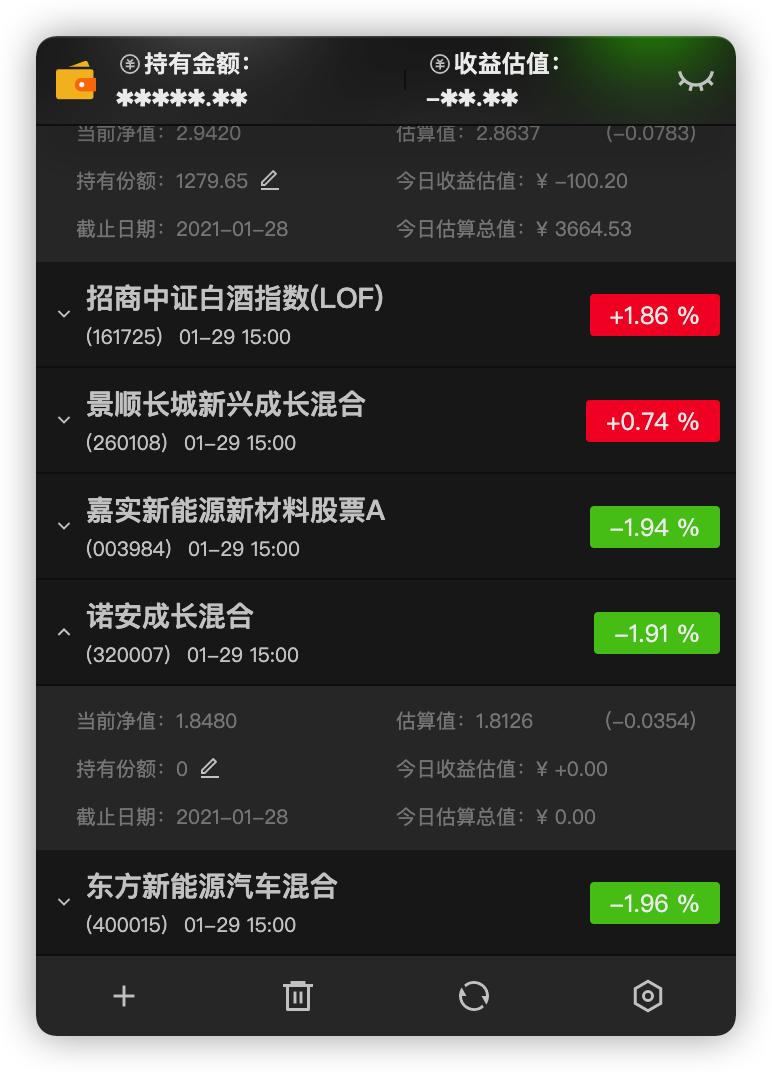 持有金额:
*****.**
收益估值:
-**.**
当前净值: 2.9420 估算值: 2.8637 (-0.0783)
持有份额: 1279.65 今日收益估值: ¥ -100.20
截止日期: 2021-01-28 今日估算总值: ¥ 3664.53
招商中证白酒指数(LOF)
(161725) 01-29 15:00
+1.86 %
景顺长城新兴成长混合
(260108) 01-29 15:00
+0.74 %
嘉实新能源新材料股票A
(003984) 01-29 15:00
-1.94 %
诺安成长混合
(320007) 01-29 15:00
-1.91 %
当前净值: 1.8480 估算值: 1.8126 (-0.0354)
持有份额: 0 今日收益估值: ¥ +0.00
截止日期: 2021-01-28 今日估算总值: ¥ 0.00
东方新能源汽车混合
(400015) 01-29 15:00
-1.96 %